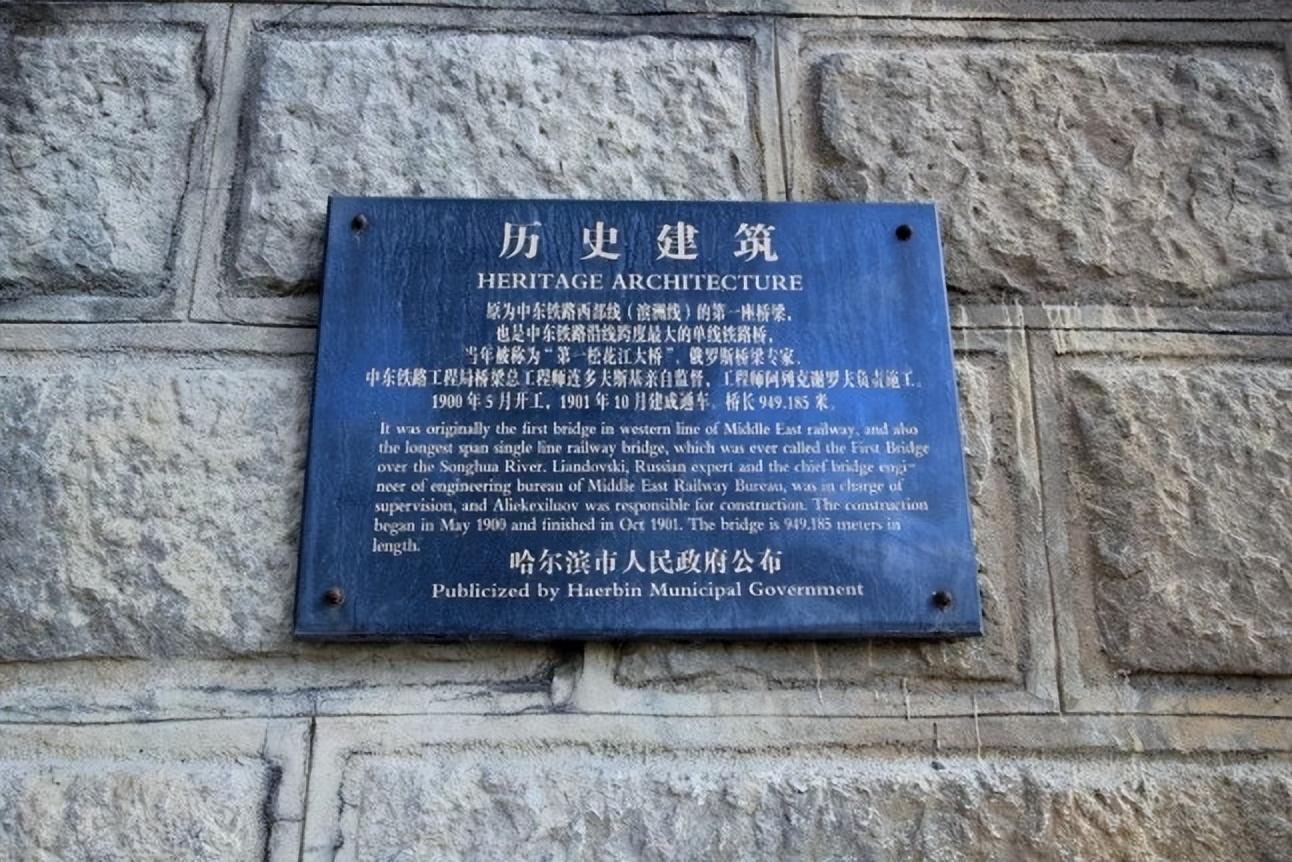 历史建筑
HERITAGE ARCHITECTURE
原为中东铁路西部线（滨洲线）的第一座桥梁，
也是中东铁路沿线跨度最大的单线铁路桥，
当年被称为“第一松花江大桥”。俄罗斯桥梁专家、
中东铁路工程局桥梁总工程师连多夫斯基亲自监督，工程师阿列克谢罗夫负责施工。
1900年5月开工，1901年10月建成通车。桥长949.185米。
It was originally the first bridge in western line of Middle East railway, and also
the longest span single line railway bridge, which was ever called the First Bridge
over the Songhua River. Liandovski, Russian expert and the chief bridge engi-
neer of engineering bureau of Middle East Railway Bureau, was in charge of
supervision, and Aliekexiluov was responsible for construction. The construction
began in May 1900 and finished in Oct 1901. The bridge is 949.185 meters in
length.
哈尔滨市人民政府公布
Publicized by Haerbin Municipal Government